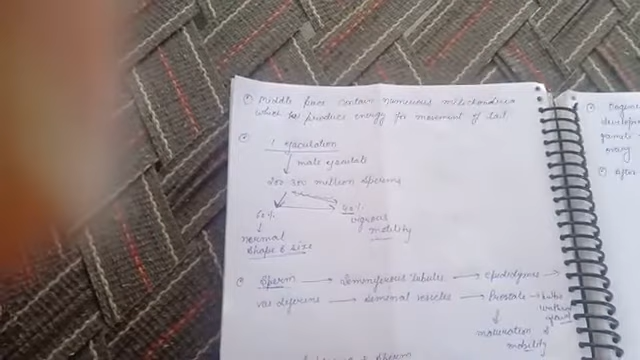 Middle piece contain numerous mitochondria
which produce energy for movement of tail
1 ejaculation
male ejaculate
200-300 million sperms
60% 40%
normal vigorous
shape & size motility
Sperm → Seminiferous tubules → epididymis →
vas deferens → seminal vesicles → Prostate →
maturation &
motility
ovary
After